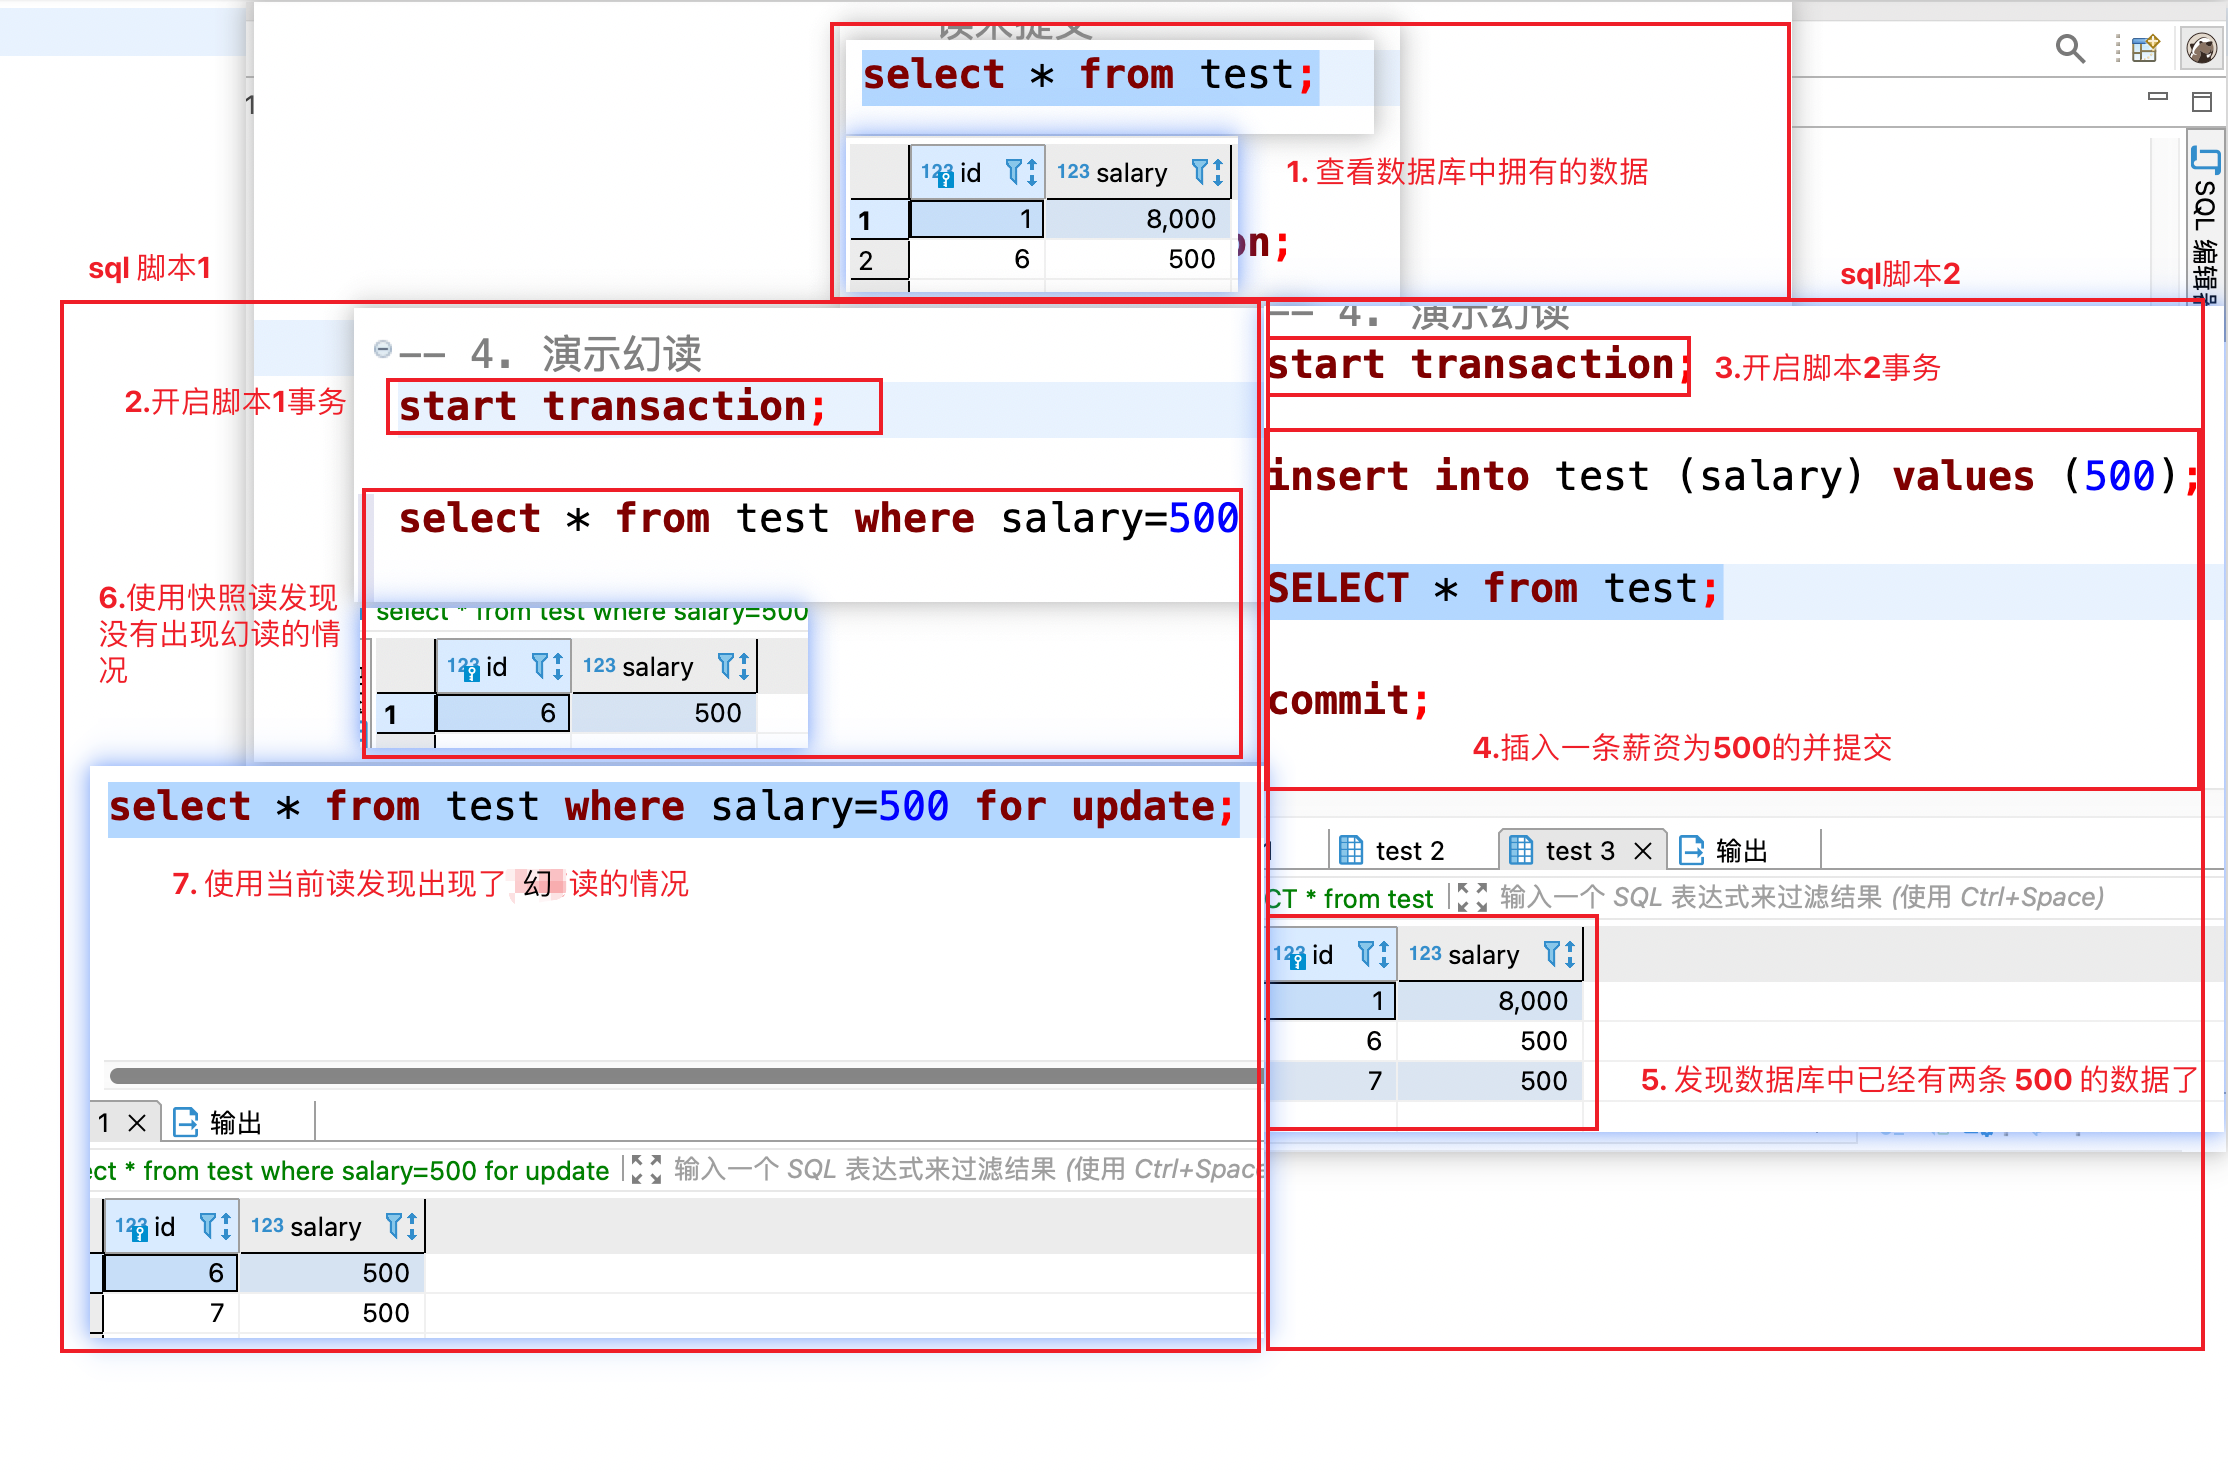 select * from test;
id salary
1 1 8,000
2 6 500
1. 查看数据库中拥有的数据
on;
SQL 编辑器
sql 脚本1
sql脚本2
-- 4. 演示幻读
2.开启脚本1事务
start transaction;
select * from test where salary=500
6.使用快照读发现
没有出现幻读的情
况
select * from test where salary=500
id salary
1 6 500
select * from test where salary=500 for update;
7. 使用当前读发现出现了 幻 读的情况
1 输出
ct * from test where salary=500 for update 输入一个 SQL 表达式来过滤结果 (使用 Ctrl+Space
id salary
6 500
7 500
-- 4. 演示幻读
start transaction;
3.开启脚本2事务
insert into test (salary) values (500);
SELECT * from test;
commit;
4.插入一条薪资为500的并提交
test 2 test 3 输出
CT * from test 输入一个 SQL 表达式来过滤结果 (使用 Ctrl+Space)
id salary
1 8,000
6 500
7 500
5. 发现数据库中已经有两条 500 的数据了